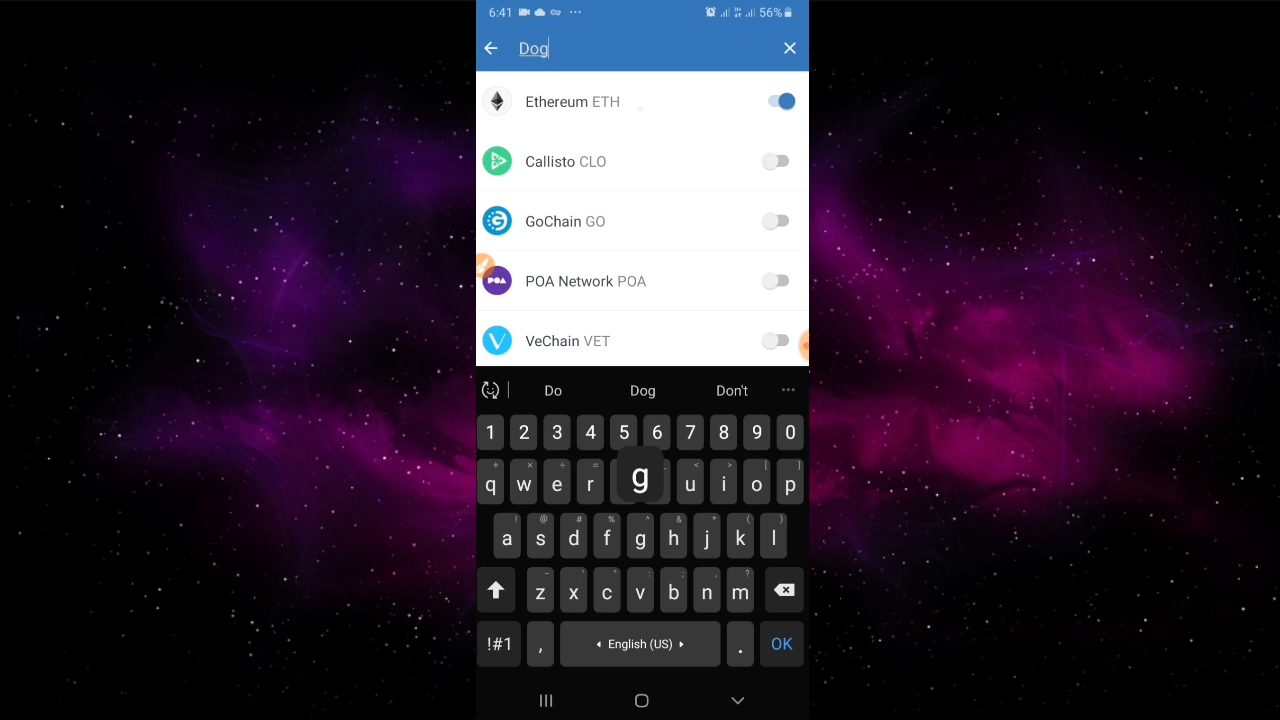 6:41 ... 56%
Dog
Ethereum ETH
Callisto CLO
GoChain GO
POA
POA Network POA
VeChain VET
Do Dog Don't ...
1 2 3 4 5 6 7 8 9 0
+ × ÷ = < > [ ]
q w e r g u i o p
! @ # % ^ & * ( )
a s d f g h j k l
- ' " : ; , ?
z x c v b n m
!#1 , English (US) . OK